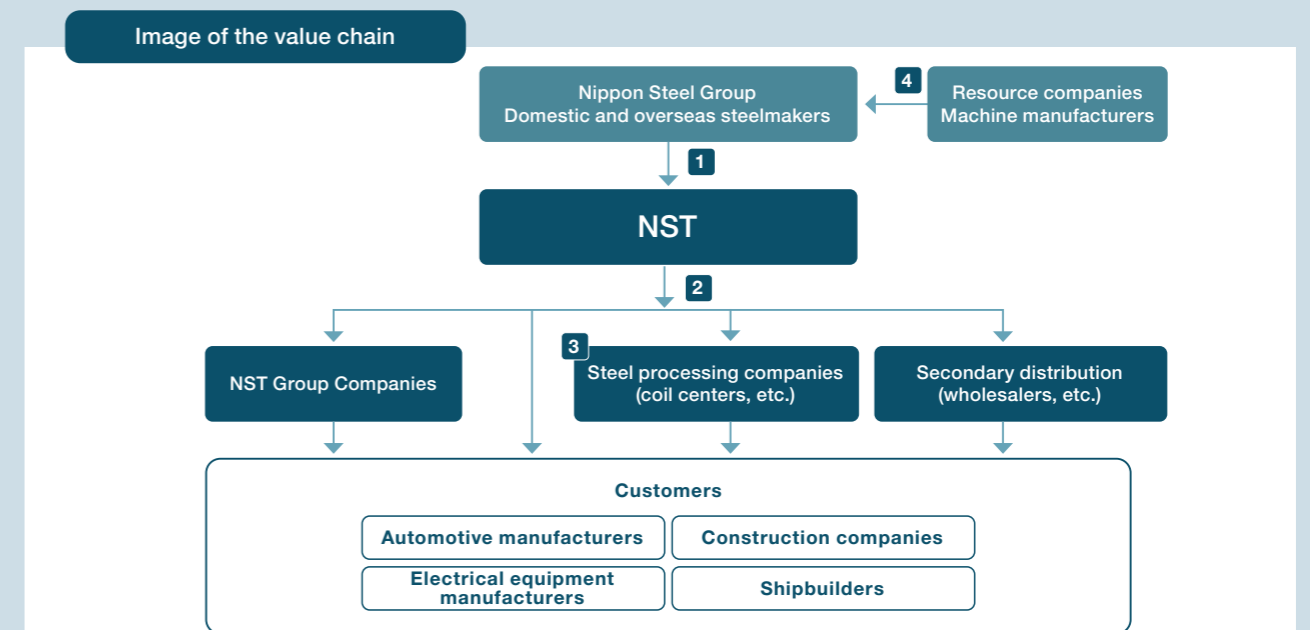 Image of the value chain
Nippon Steel Group
Domestic and overseas steelmakers
4
Resource companies
Machine manufacturers
1
NST
2
NST Group Companies
3
Steel processing companies
(coil centers, etc.)
Secondary distribution
(wholesalers, etc.)
Customers
Automotive manufacturers
Construction companies
Electrical equipment
manufacturers
Shipbuilders